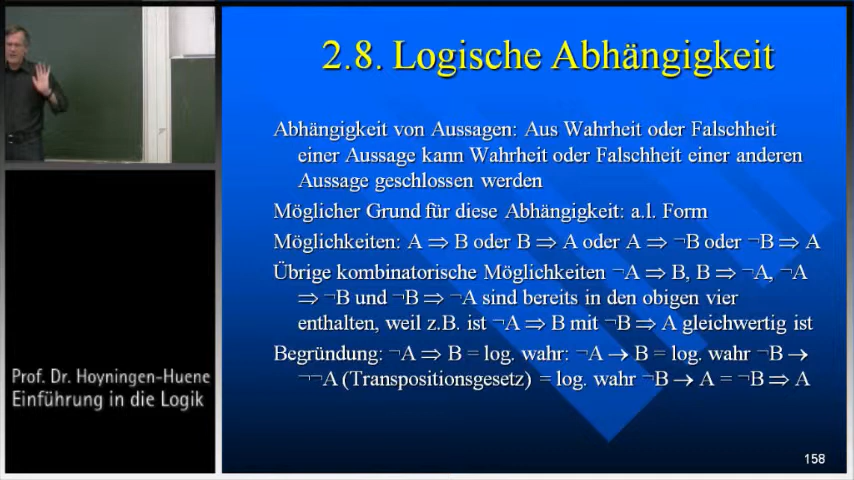 2.8. Logische Abhängigkeit
Abhängigkeit von Aussagen: Aus Wahrheit oder Falschheit
einer Aussage kann Wahrheit oder Falschheit einer anderen
Aussage geschlossen werden
Möglicher Grund für diese Abhängigkeit: a.l. Form
Möglichkeiten: A ⇒ B oder B ⇒ A oder A ⇒ ¬B oder ¬B ⇒ A
Übrige kombinatorische Möglichkeiten ¬A ⇒ B, B ⇒ ¬A, ¬A
⇒ ¬B und ¬B ⇒ ¬A sind bereits in den obigen vier
enthalten, weil z.B. ist ¬A ⇒ B mit ¬B ⇒ A gleichwertig ist
Begründung: ¬A ⇒ B = log. wahr: ¬A → B = log. wahr ¬B →
¬¬A (Transpositionsgesetz) = log. wahr ¬B → A = ¬B ⇒ A
158
Prof. Dr. Hoyningen-Huene
Einführung in die Logik